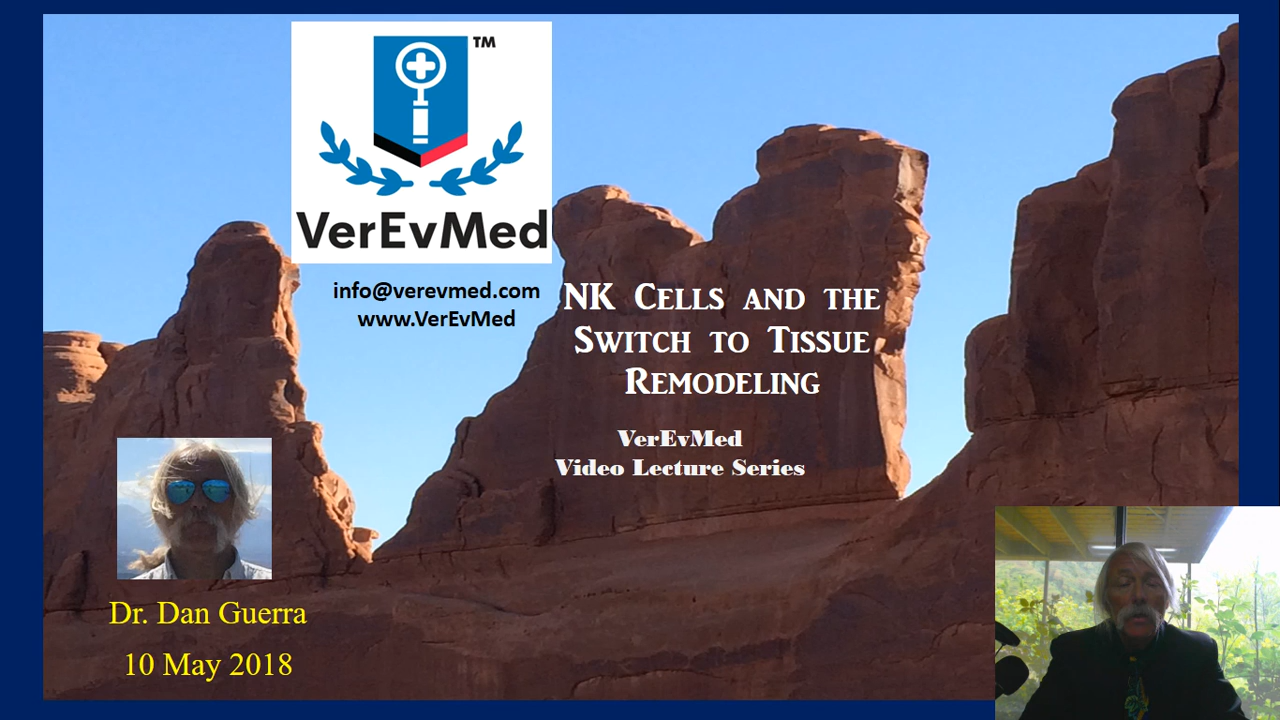 TM
VerEvMed
info@verevmed.com
www.VerEvMed
NK Cells and the
Switch to Tissue
Remodeling
VerEvMed
Video Lecture Series
Dr. Dan Guerra
10 May 2018